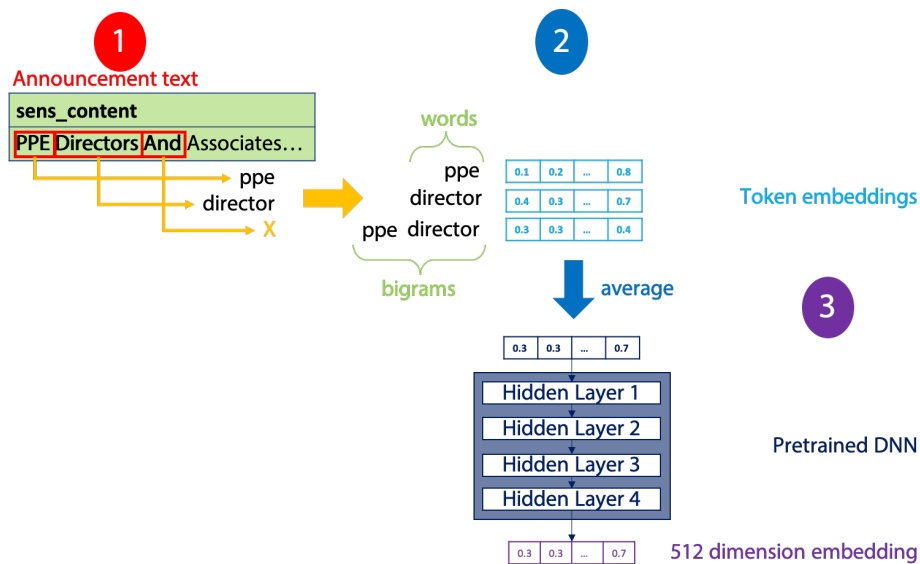 1
Announcement text
sens_content
PPE Directors And Associates...
ppe
director
X
2
words
ppe
director
ppe director
bigrams
0.1 0.2 ... 0.8
0.4 0.3 ... 0.7
0.3 0.3 ... 0.4
Token embeddings
average
3
0.3 0.3 ... 0.7
Hidden Layer 1
Hidden Layer 2
Hidden Layer 3
Hidden Layer 4
Pretrained DNN
0.3 0.3 ... 0.7
512 dimension embedding